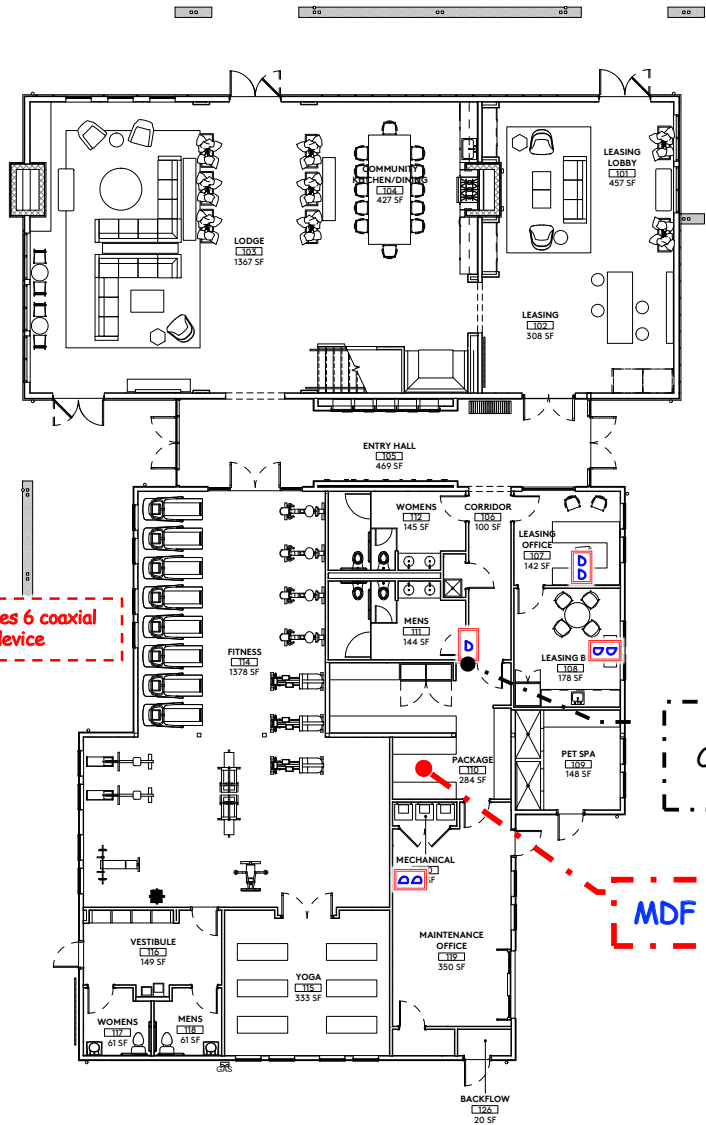 LEASING
LOBBY
101
457 SF
COMMUNITY
KITCHEN/DINING
104
427 SF
LODGE
103
1367 SF
LEASING
102
308 SF
ENTRY HALL
105
469 SF
WOMENS
112
145 SF
CORRIDOR
106
100 SF
LEASING
OFFICE
107
142 SF
es 6 coaxial
device
MENS
111
144 SF
FITNESS
114
1378 SF
LEASING B
108
178 SF
PACKAGE
110
284 SF
PET SPA
109
148 SF
MECHANICAL
SF
MDF
MAINTENANCE
OFFICE
119
350 SF
VESTIBULE
116
149 SF
YOGA
115
333 SF
WOMENS
117
61 SF
MENS
118
61 SF
GAS
BACKFLOW
126
20 SF